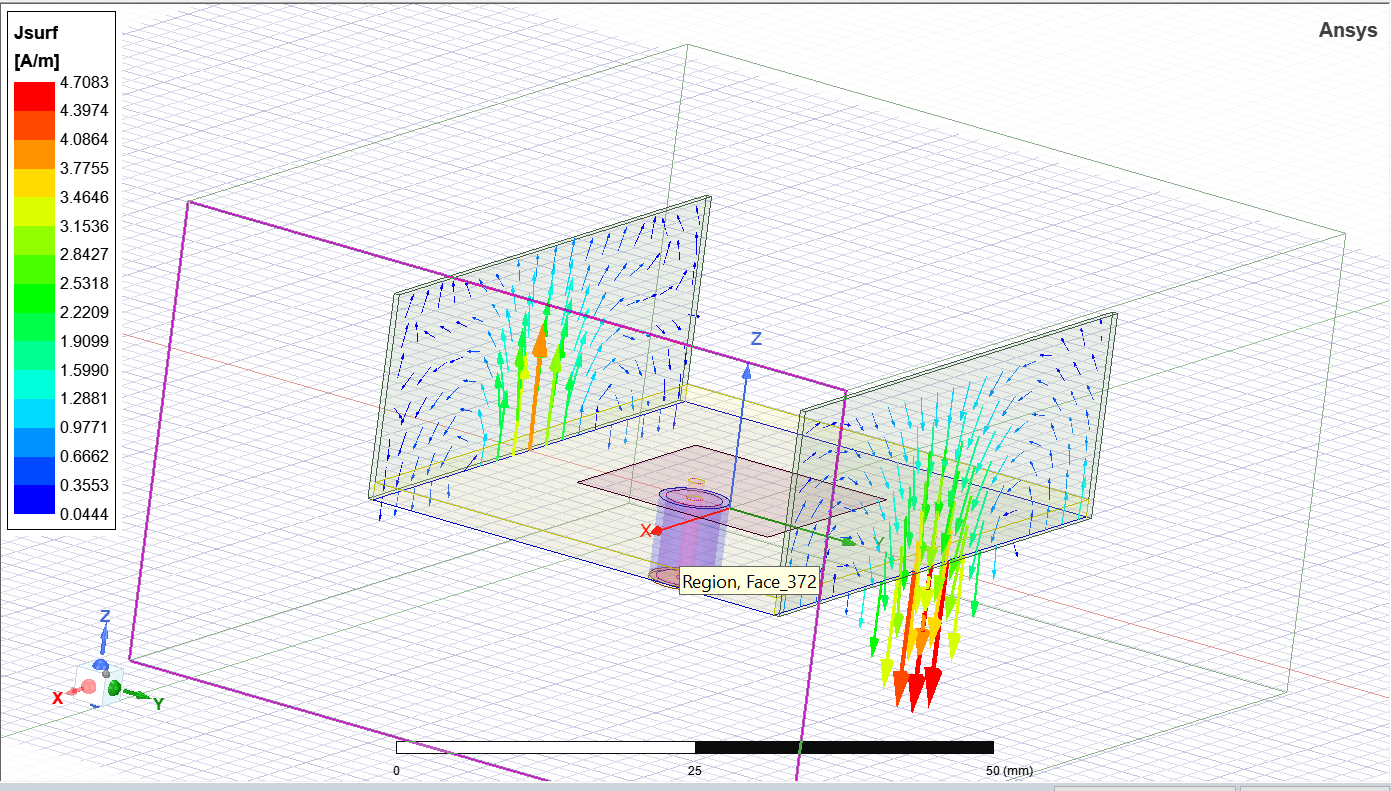 Jsurf
[A/m]
4.7083
4.3974
4.0864
3.7755
3.4646
3.1536
2.8427
2.5318
2.2209
1.9099
1.5990
1.2881
0.9771
0.6662
0.3553
0.0444
Ansys
Z
X
Y
Region, Face_372
Z
X
Y
0
25
50 (mm)